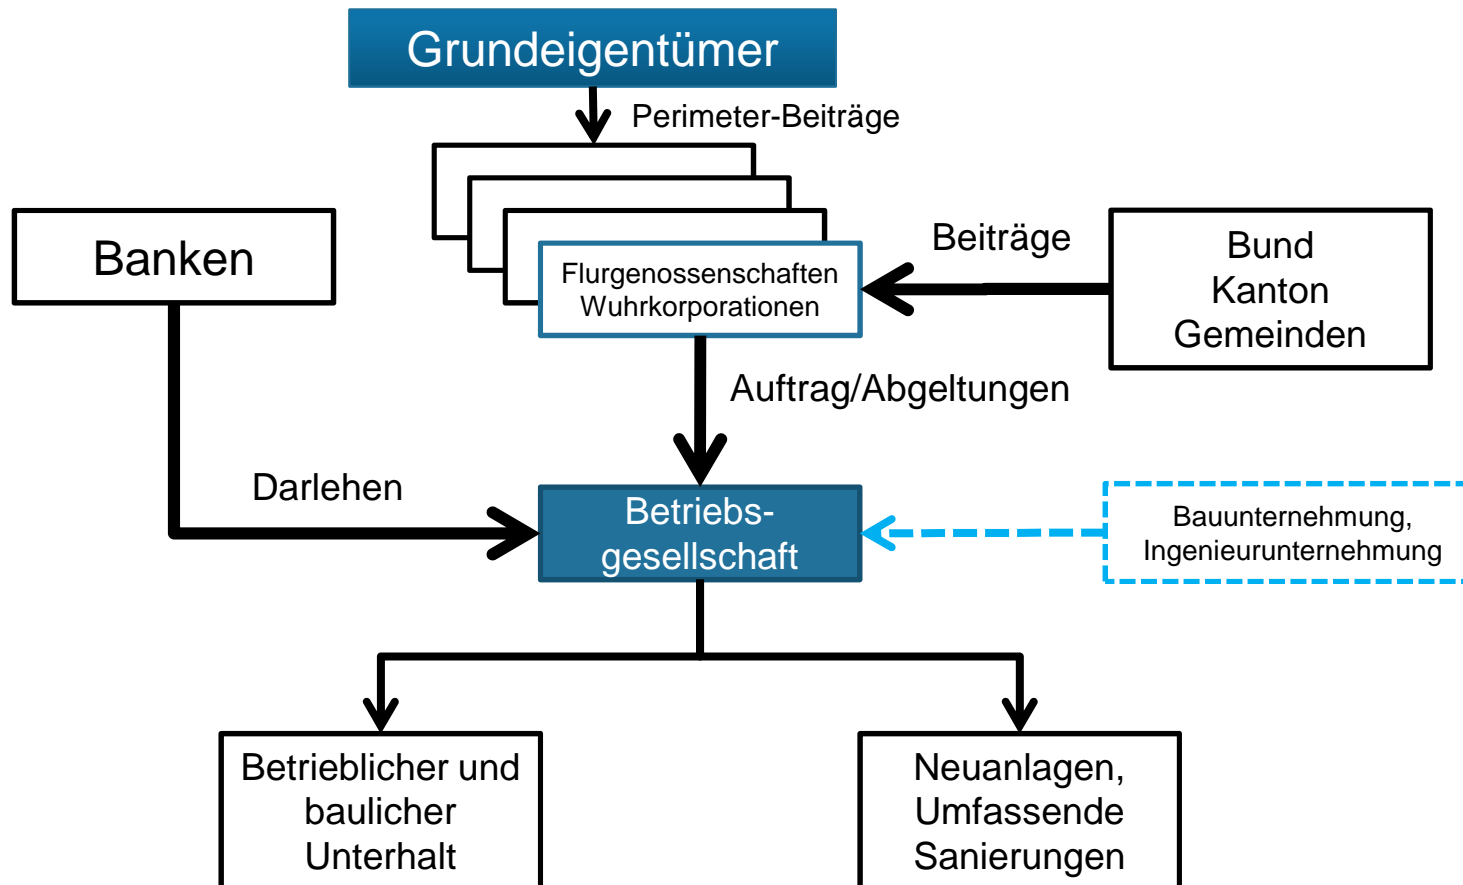 Grundeigentümer
Perimeter-Beiträge
Banken
Flurgenossenschaften
Wuhrkorporationen
Beiträge
Bund
Kanton
Gemeinden
Auftrag/Abgeltungen
Darlehen
Betriebs-
gesellschaft
Bauunternehmung,
Ingenieurunternehmung
Betrieblicher und
baulicher
Unterhalt
Neuanlagen,
Umfassende
Sanierungen